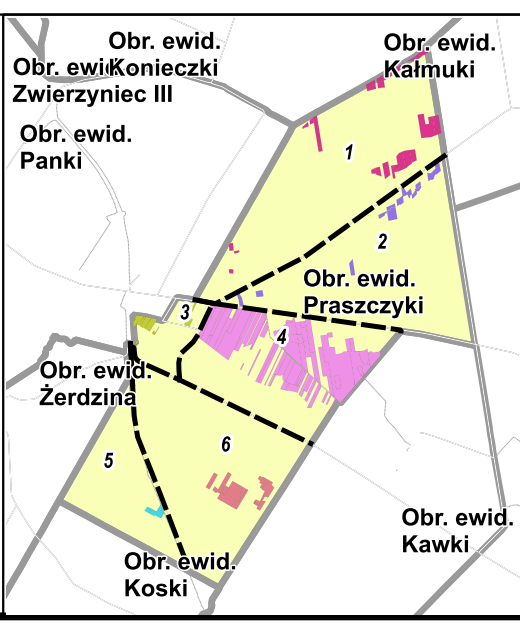 Obr. ewid.
Konieczki
Obr. ewid.
Zwierzyniec III
Obr. ewid.
Kałmuki
Obr. ewid.
Panki
1
2
Obr. ewid.
Praszczyki
3
4
Obr. ewid.
Żerdzina
5
6
Obr. ewid.
Kawki
Obr. ewid.
Koski